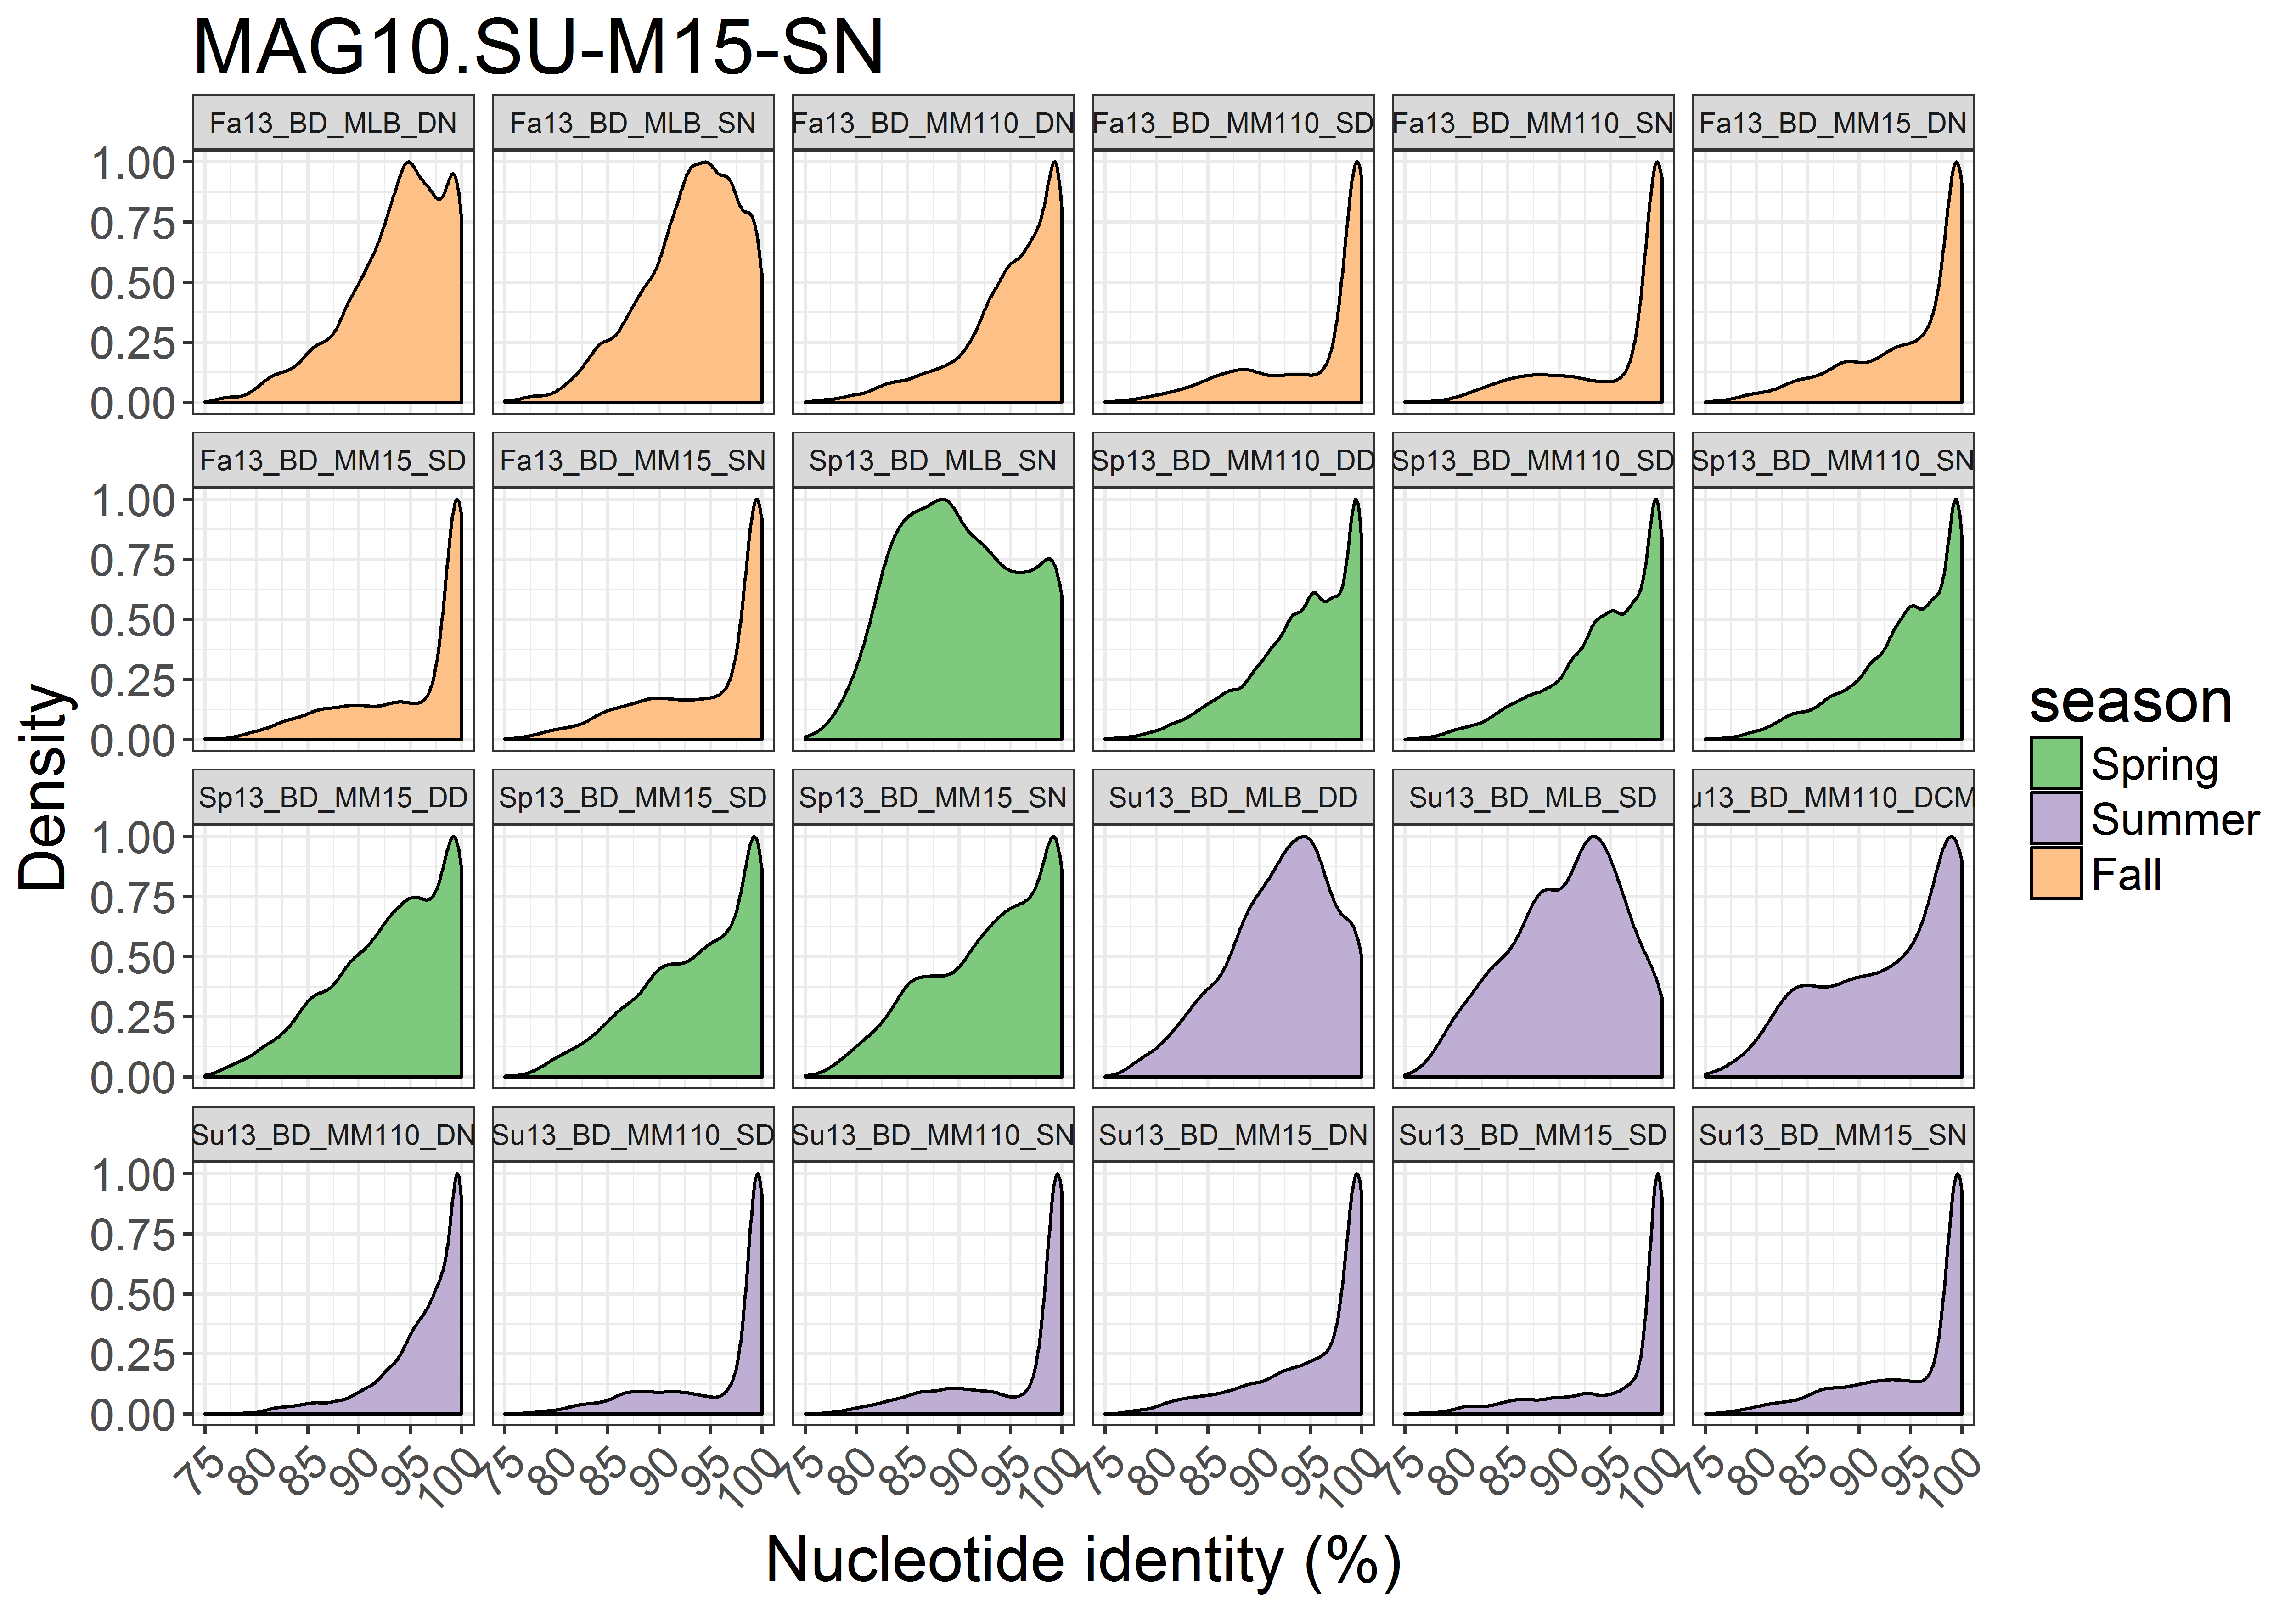 MAG10.SU-M15-SN
Fa13_BD_MLB_DN Fa13_BD_MLB_SN Fa13_BD_MM110_DN Fa13_BD_MM110_SD Fa13_BD_MM110_SN Fa13_BD_MM15_DN
1.00
0.75
0.50
0.25
0.00
Fa13_BD_MM15_SD Fa13_BD_MM15_SN Sp13_BD_MLB_SN Sp13_BD_MM110_DD Sp13_BD_MM110_SD Sp13_BD_MM110_SN
1.00
0.75
0.50
0.25
0.00
Sp13_BD_MM15_DD Sp13_BD_MM15_SD Sp13_BD_MM15_SN Su13_BD_MLB_DD Su13_BD_MLB_SD u13_BD_MM110_DCM
1.00
0.75
0.50
0.25
0.00
Su13_BD_MM110_DN Su13_BD_MM110_SD Su13_BD_MM110_SN Su13_BD_MM15_DN Su13_BD_MM15_SD Su13_BD_MM15_SN
1.00
0.75
0.50
0.25
0.00
75 80 85 90 95 100 75 80 85 90 95 100 75 80 85 90 95 100 75 80 85 90 95 100 75 80 85 90 95 100 75 80 85 90 95 100
Nucleotide identity (%)
Density
season
Spring
Summer
Fall